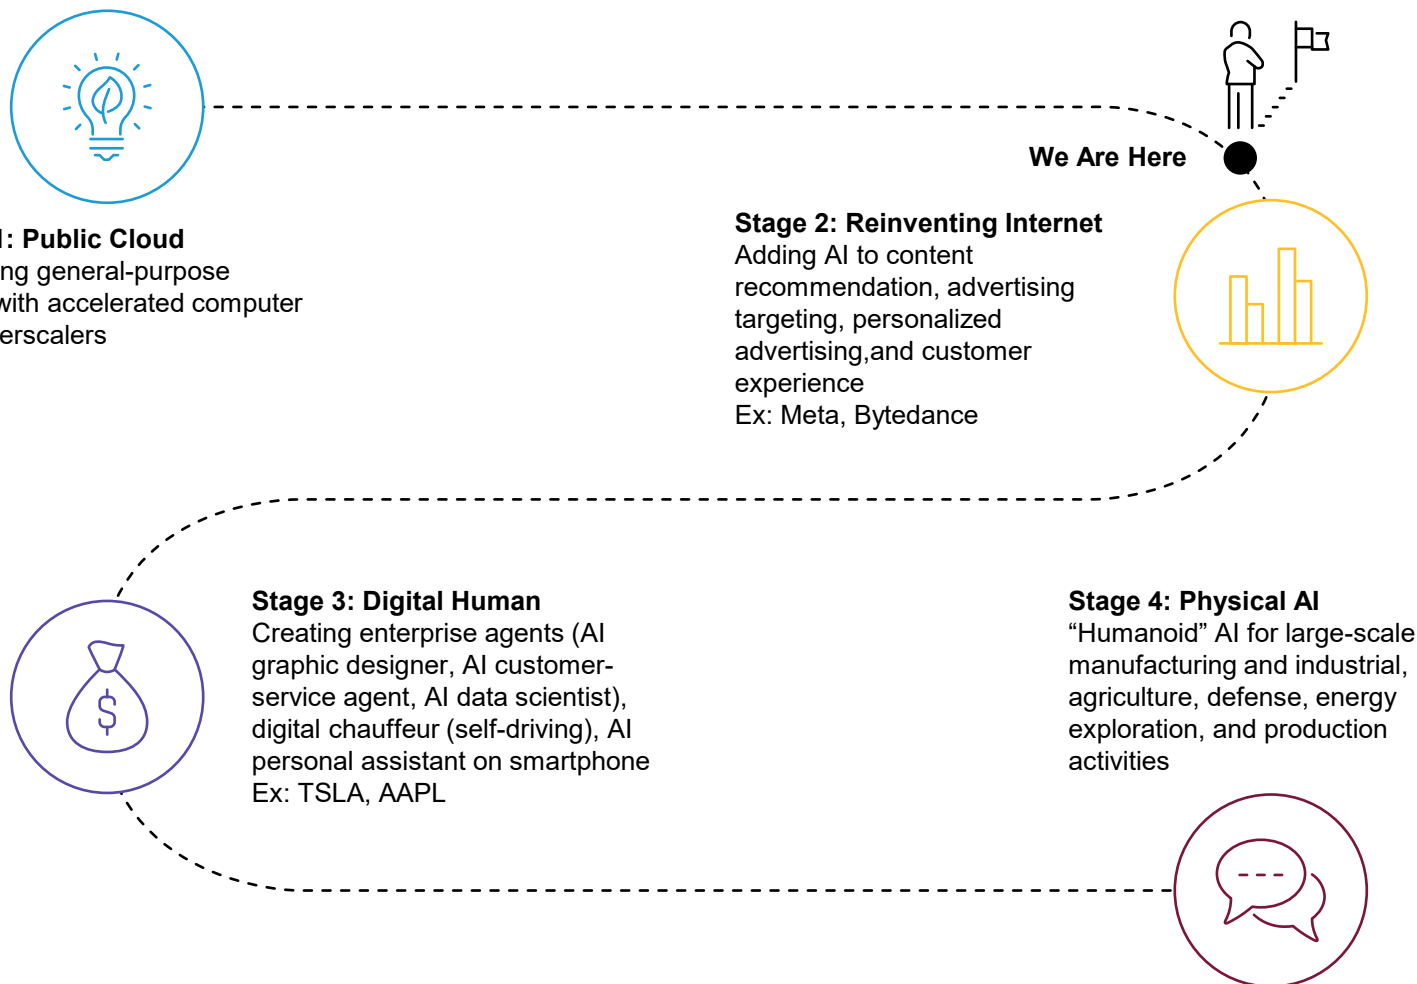 We Are Here
1: Public Cloud
ng general-purpose
with accelerated computer
erscalers
Stage 2: Reinventing Internet
Adding AI to content
recommendation, advertising
targeting, personalized
advertising,and customer
experience
Ex: Meta, Bytedance
Stage 3: Digital Human
Creating enterprise agents (AI
graphic designer, AI customer-
service agent, AI data scientist),
digital chauffeur (self-driving), AI
personal assistant on smartphone
Ex: TSLA, AAPL
Stage 4: Physical AI
“Humanoid” AI for large-scale
manufacturing and industrial,
agriculture, defense, energy
exploration, and production
activities
$